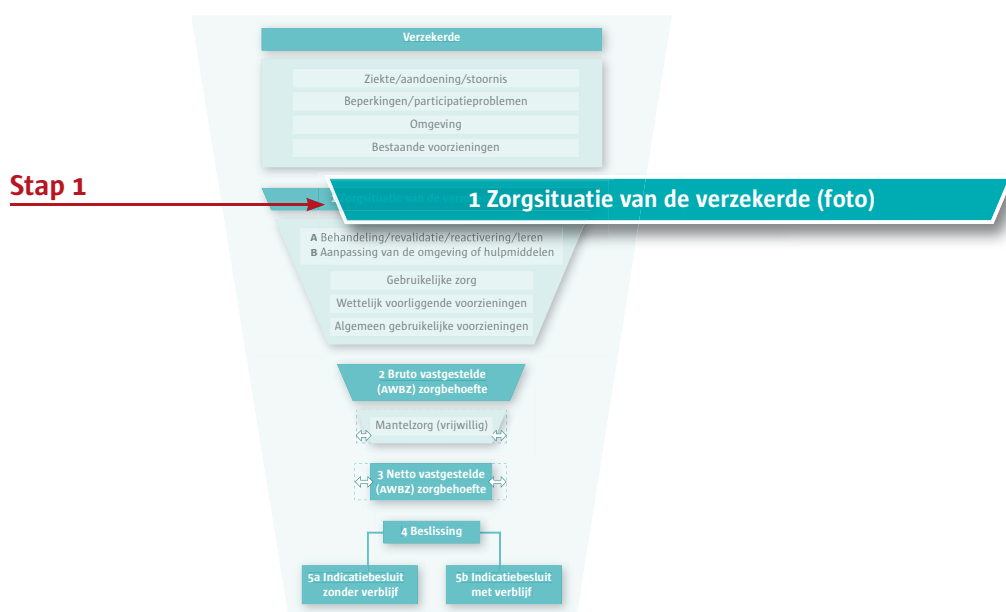 Verzekerde
Ziekte/aandoening/stoornis
Beperkingen/participatieproblemen
Omgeving
Bestaande voorzieningen
Stap 1
1 Zorgsituatie van de verzekerde (foto)
A Behandeling/revalidatie/reactivering/leren
B Aanpassing van de omgeving of hulpmiddelen
Gebruikelijke zorg
Wettelijk voorliggende voorzieningen
Algemeen gebruikelijke voorzieningen
2 Bruto vastgestelde
(AWBZ) zorgbehoefte
Mantelzorg (vrijwillig)
3 Netto vastgestelde
(AWBZ) zorgbehoefte
4 Beslissing
5a Indicatiebesluit
zonder verblijf
5b Indicatiebesluit
met verblijf